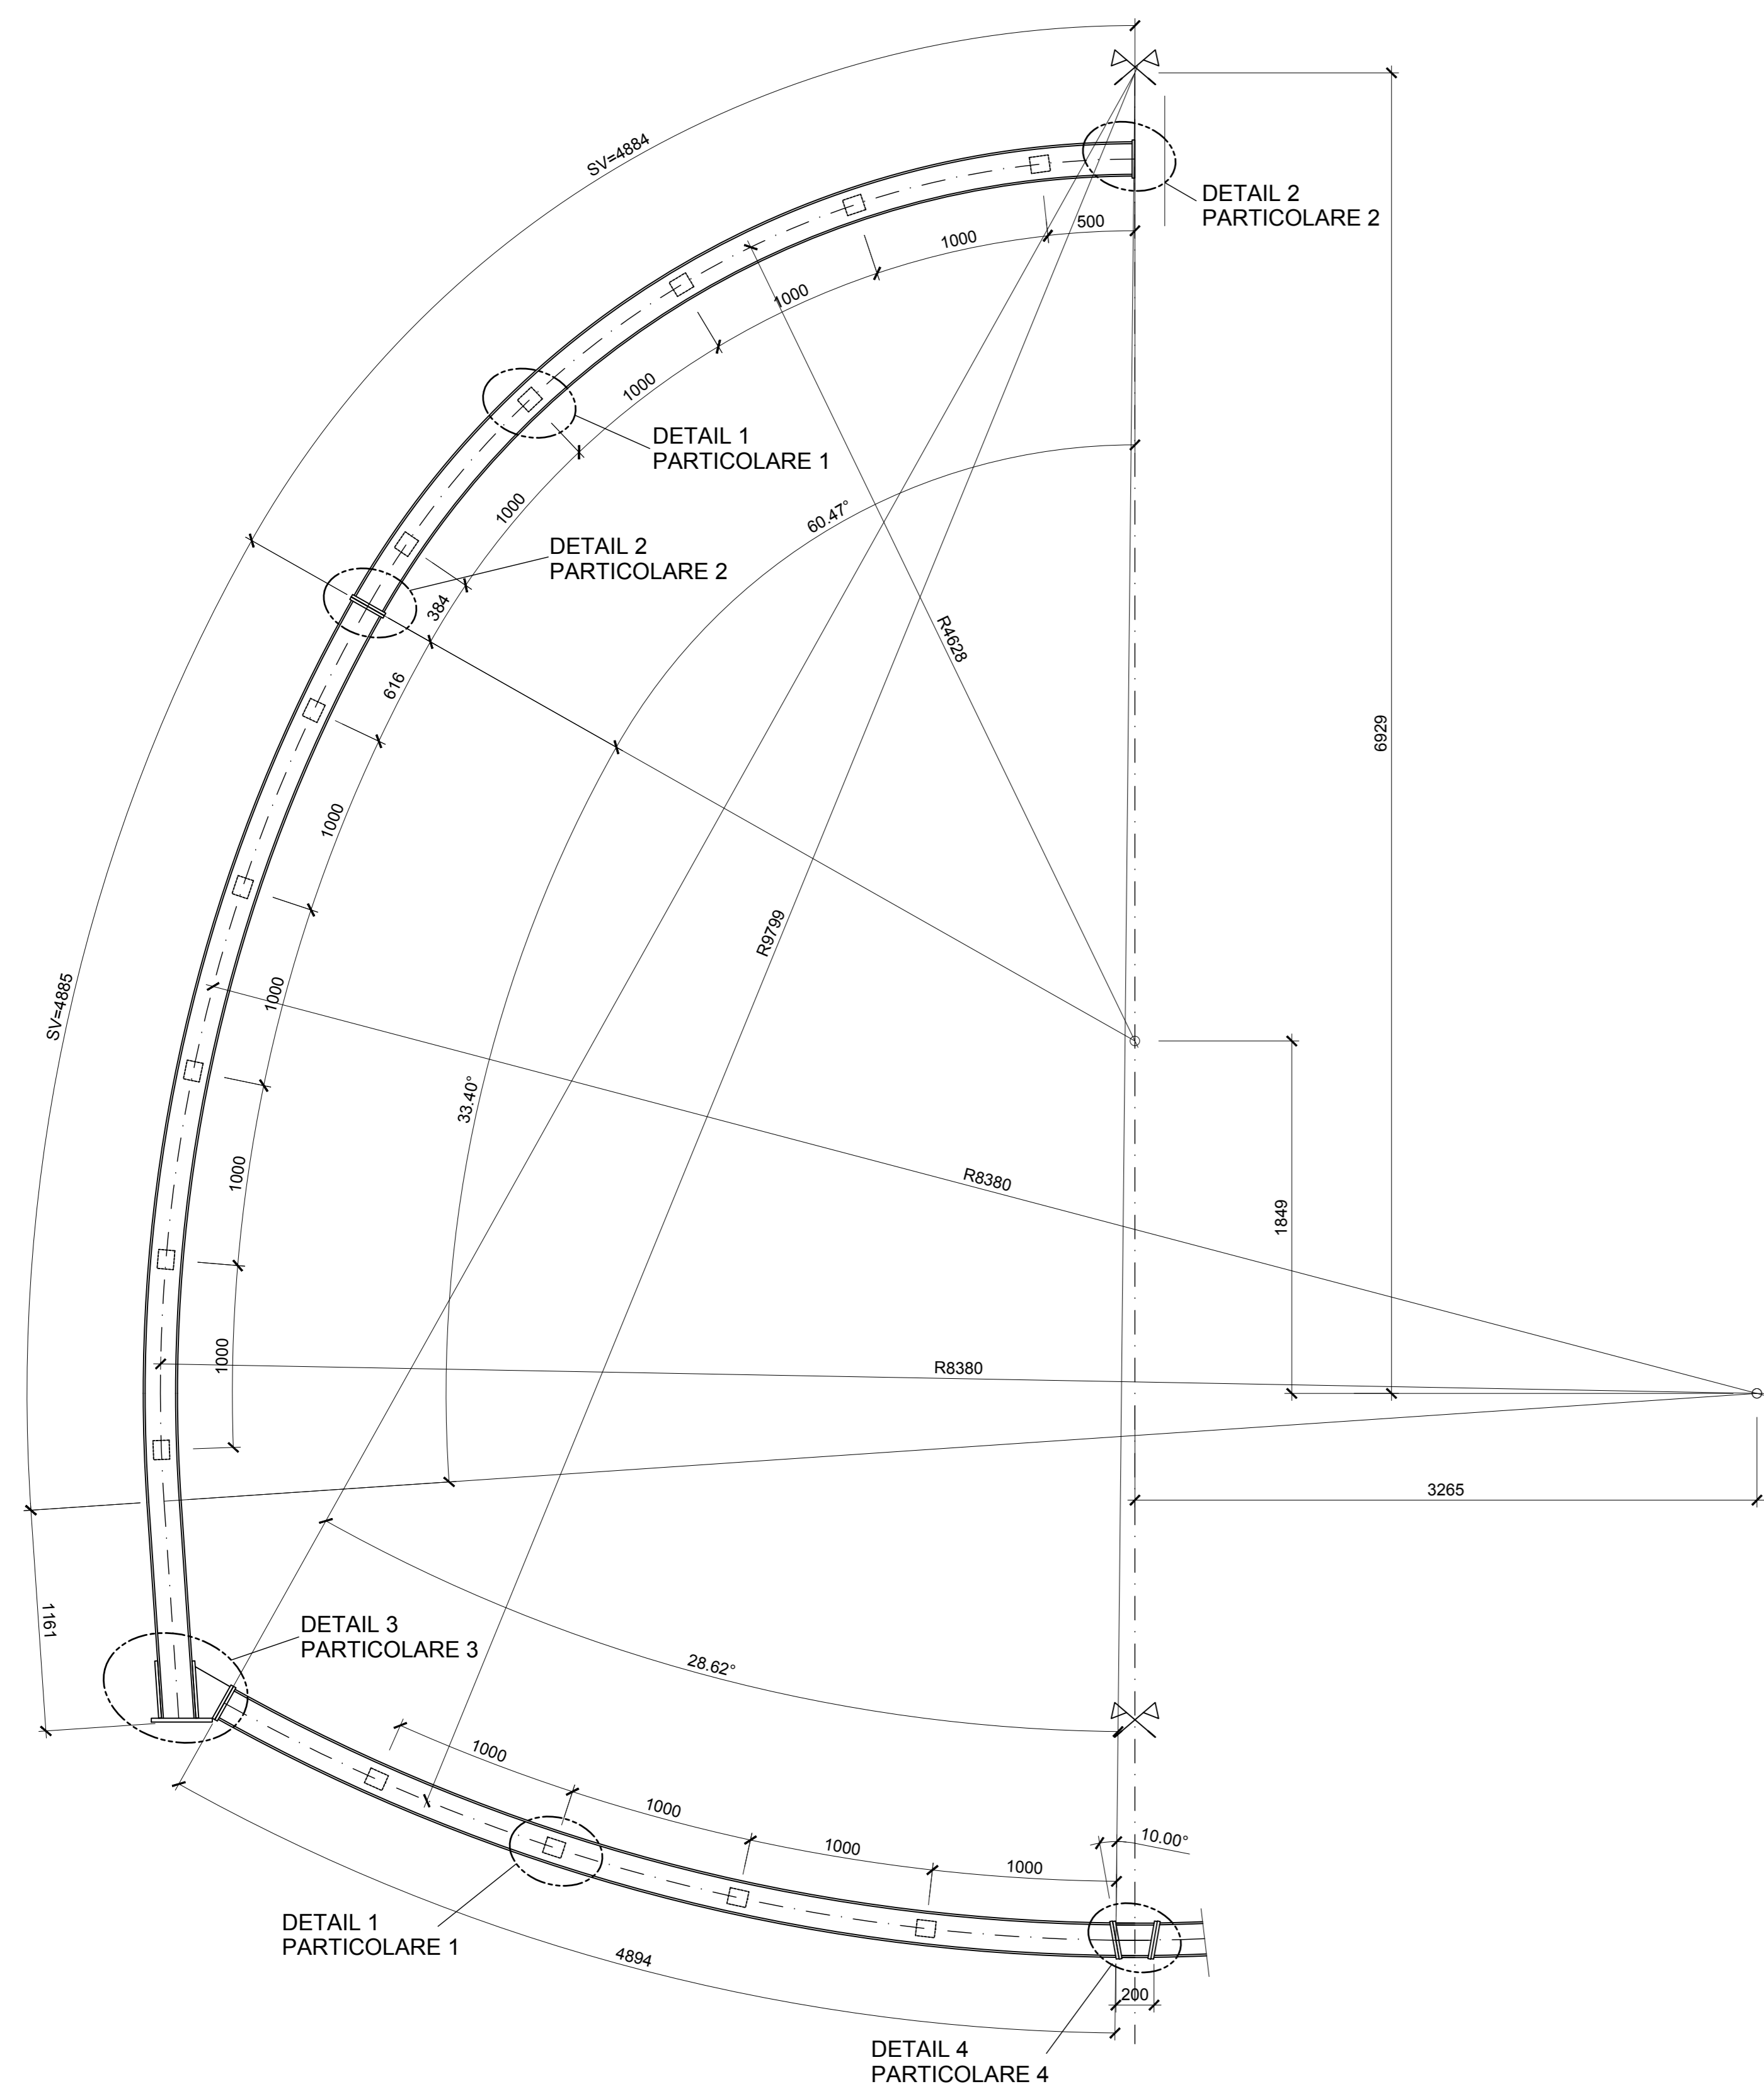 SV=4884
DETAIL 2
PARTICOLARE 2
500
1000
1000
1000
DETAIL 1
PARTICOLARE 1
1000
60.47°
DETAIL 2
PARTICOLARE 2
384
R4628
616
6929
1000
R9799
SV=4885
1000
33.40°
1000
R8380
1849
1000
R8380
3265
1161
DETAIL 3
PARTICOLARE 3
28.62°
1000
1000
1000
1000
10.00°
DETAIL 1
PARTICOLARE 1
4894
200
DETAIL 4
PARTICOLARE 4